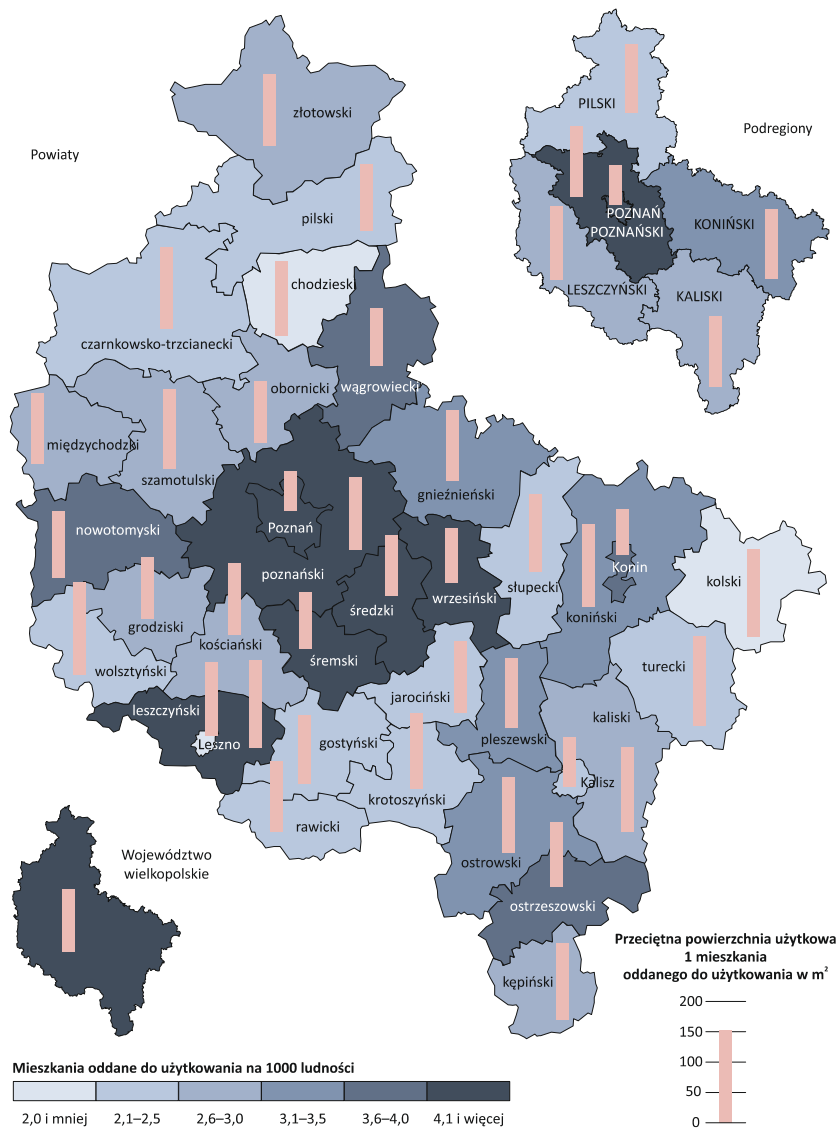 Powiaty
złotowski
pilski
chodzieski
czarnkowsko-trzcianecki
obornicki
wągrowiecki
międzychodzki
szamotulski
gnieźnieński
nowotomyski
Poznań
poznański
średzki
wrzesiński
słupecki
Konin
koniński
kolski
grodziski
kościański
śremski
wolsztyński
jarociński
turecki
leszczyński
Leszno
gostyński
pleszewski
kaliski
Kalisz
krotoszyński
rawicki
ostrowski
ostrzeszowski
kępiński
Podregiony
PILSKI
POZNAŃ
POZNAŃSKI
KONIŃSKI
LESZCZYŃSKI
KALISKI
Województwo
wielkopolskie
Przeciętna powierzchnia użytkowa
1 mieszkania
oddanego do użytkowania w m²
200
150
100
50
0
Mieszkania oddane do użytkowania na 1000 ludności
2,0 i mniej
2,1–2,5
2,6–3,0
3,1–3,5
3,6–4,0
4,1 i więcej